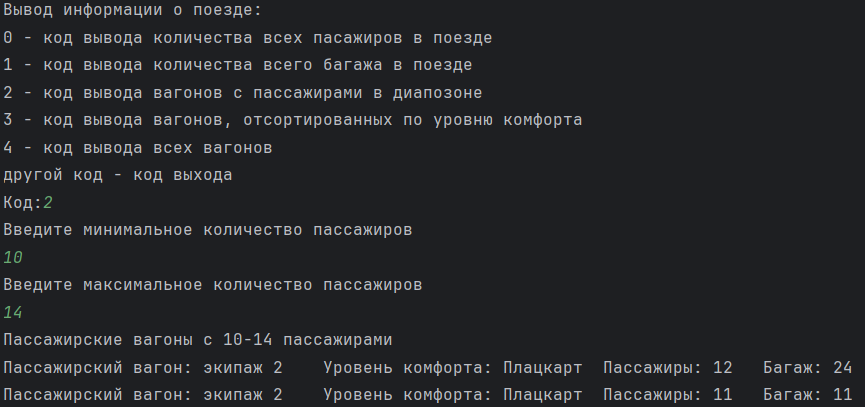 Вывод информации о поезде:
0 - код вывода количества всех пасажиров в поезде
1 - код вывода количества всего багажа в поезде
2 - код вывода вагонов с пассажирами в диапозоне
3 - код вывода вагонов, отсортированных по уровню комфорта
4 - код вывода всех вагонов
другой код - код выхода
Код:2
Введите минимальное количество пассажиров
10
Введите максимальное количество пассажиров
14
Пассажирские вагоны с 10-14 пассажирами
Пассажирский вагон: экипаж 2    Уровень комфорта: Плацкарт  Пассажиры: 12   Багаж: 24
Пассажирский вагон: экипаж 2    Уровень комфорта: Плацкарт  Пассажиры: 11   Багаж: 11